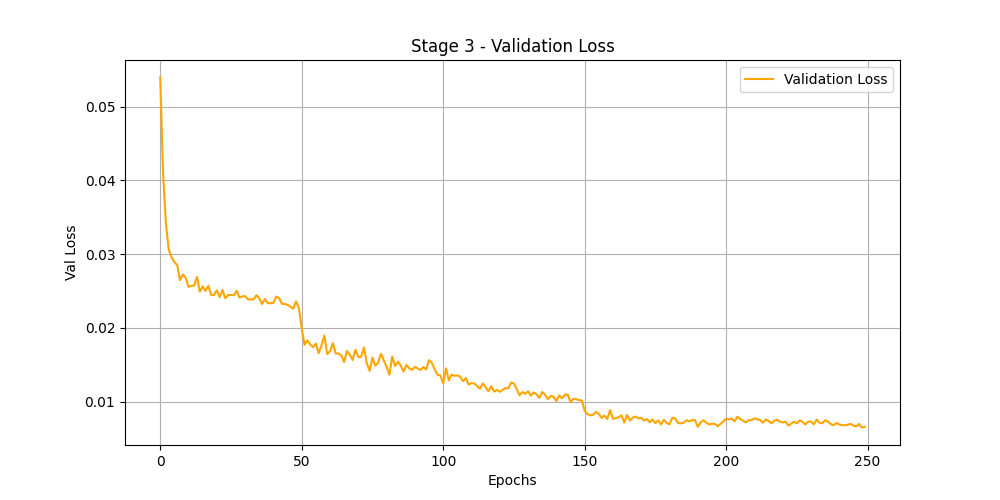 Stage 3 - Validation Loss
Validation Loss
Val Loss
0.05
0.04
0.03
0.02
0.01
0 50 100 150 200 250
Epochs